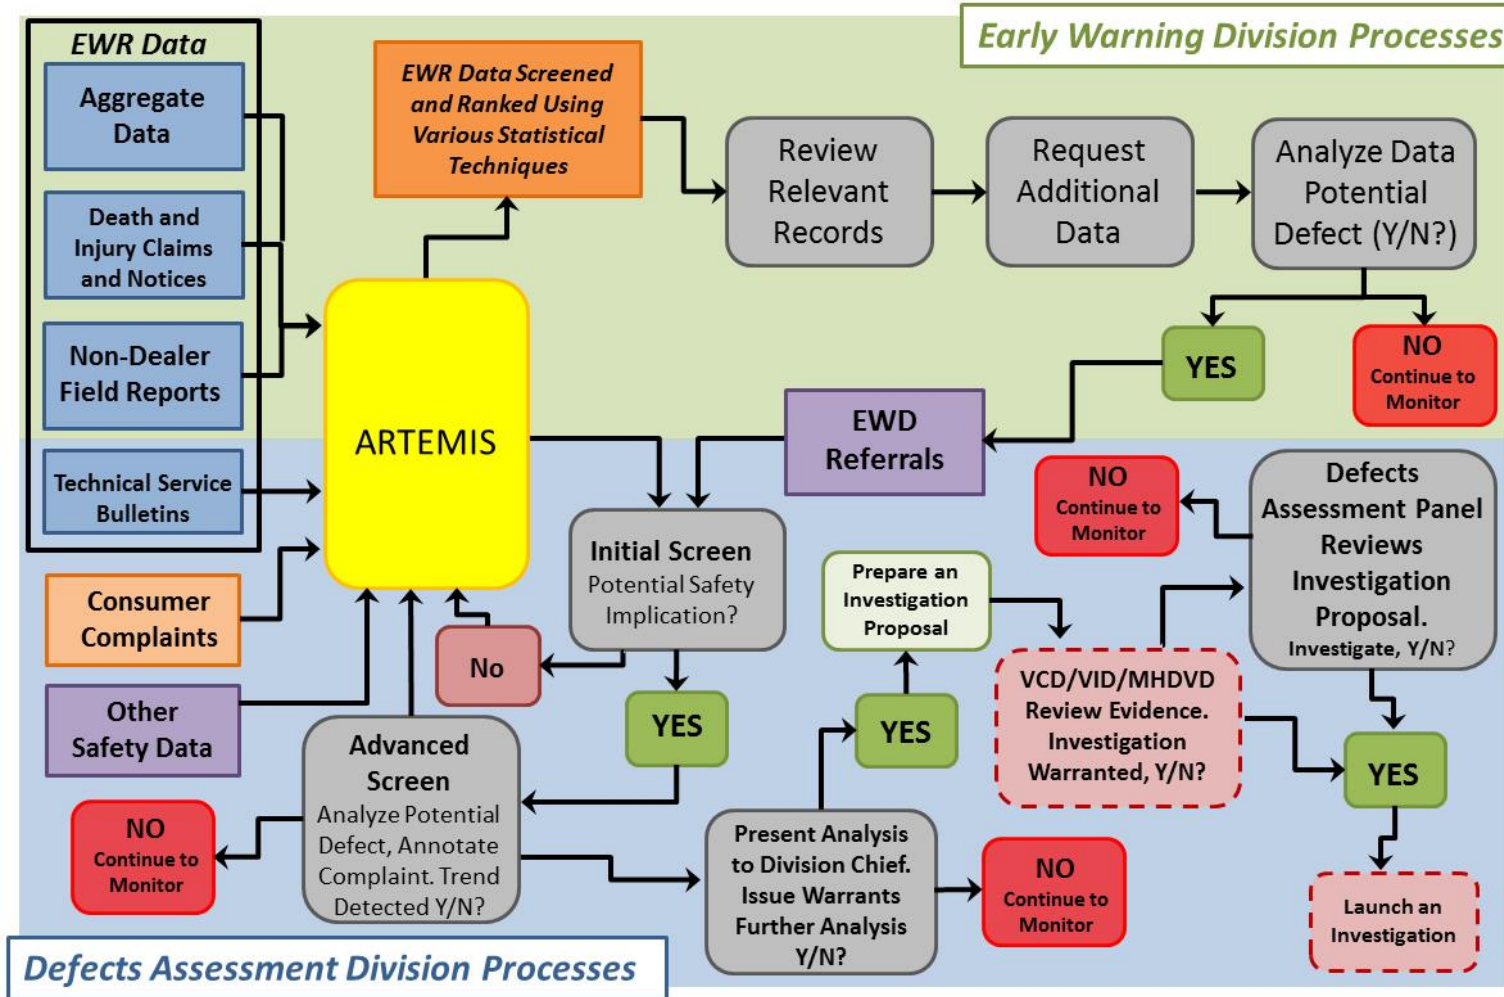 Early Warning Division Processes
EWR Data
Aggregate
Data
Death and
Injury Claims
and Notices
Non-Dealer
Field Reports
Technical Service
Bulletins
Consumer
Complaints
Other
Safety Data
ARTEMIS
EWR Data Screened
and Ranked Using
Various Statistical
Techniques
Review
Relevant
Records
Request
Additional
Data
Analyze Data
Potential
Defect (Y/N?)
YES
NO
Continue to
Monitor
EWD
Referrals
Initial Screen
Potential Safety
Implication?
No
YES
Advanced
Screen
Analyze Potential
Defect, Annotate
Complaint. Trend
Detected Y/N?
NO
Continue to
Monitor
Present Analysis
to Division Chief.
Issue Warrants
Further Analysis
Y/N?
NO
Continue to
Monitor
YES
Prepare an
Investigation
Proposal
VCD/VID/MHDVD
Review Evidence.
Investigation
Warranted, Y/N?
Defects
Assessment Panel
Reviews
Investigation
Proposal.
Investigate, Y/N?
NO
Continue to
Monitor
YES
Launch an
Investigation
Defects Assessment Division Processes